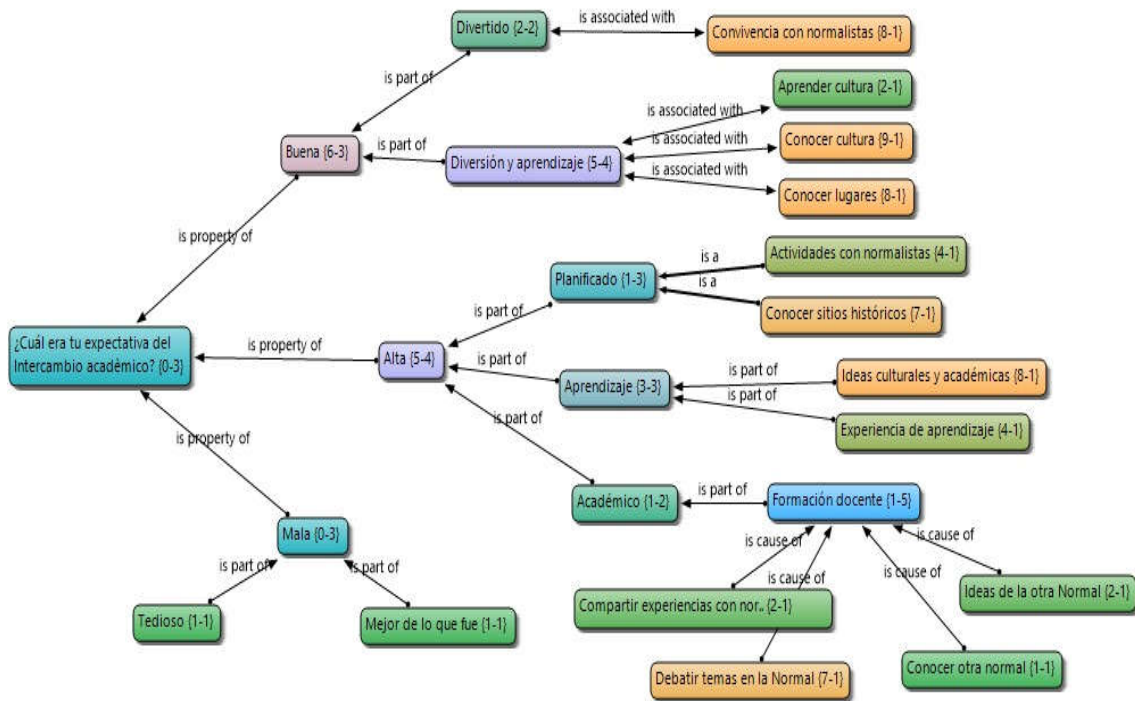 is associated with
Divertido {2-2}
Convivencia con normalistas {8-1}
is part of
Aprender cultura {2-1}
is associated with
Buena {6-3}
is part of
Diversión y aprendizaje {5-4}
is associated with
Conocer cultura {9-1}
is associated with
Conocer lugares {8-1}
is property of
Planificado {1-3}
is a
Actividades con normalistas {4-1}
is a
Conocer sitios históricos {7-1}
is part of
¿Cuál era tu expectativa del
Intercambio académico? {0-3}
is property of
Alta {5-4}
is part of
Aprendizaje {3-3}
is part of
Ideas culturales y académicas {8-1}
is part of
Experiencia de aprendizaje {4-1}
is part of
is property of
Académico {1-2}
is part of
Formación docente {1-5}
Mala {0-3}
is part of
is part of
Tedioso {1-1}
Mejor de lo que fue {1-1}
is cause of
is cause of
is cause of
is cause of
Compartir experiencias con nor.. {2-1}
Ideas de la otra Normal {2-1}
Debatir temas en la Normal {7-1}
Conocer otra normal {1-1}